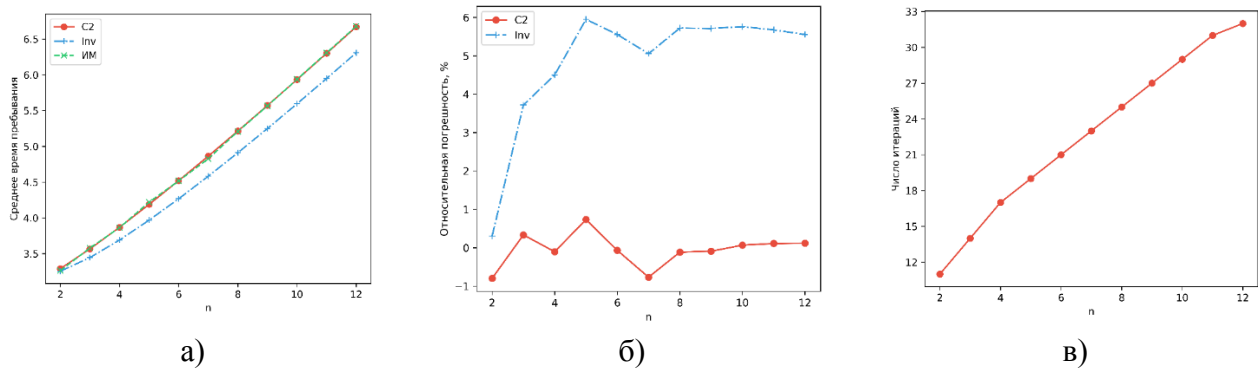 Среднее время пребывания
6.5
6.0
5.5
5.0
4.5
4.0
3.5
C2
Inv
ИМ
2 4 6 8 10 12
n
а)
Относительная погрешность, %
6
5
4
3
2
1
0
−1
C2
Inv
2 4 6 8 10 12
n
б)
Число итераций
33
30
27
24
21
18
15
12
2 4 6 8 10 12
n
в)